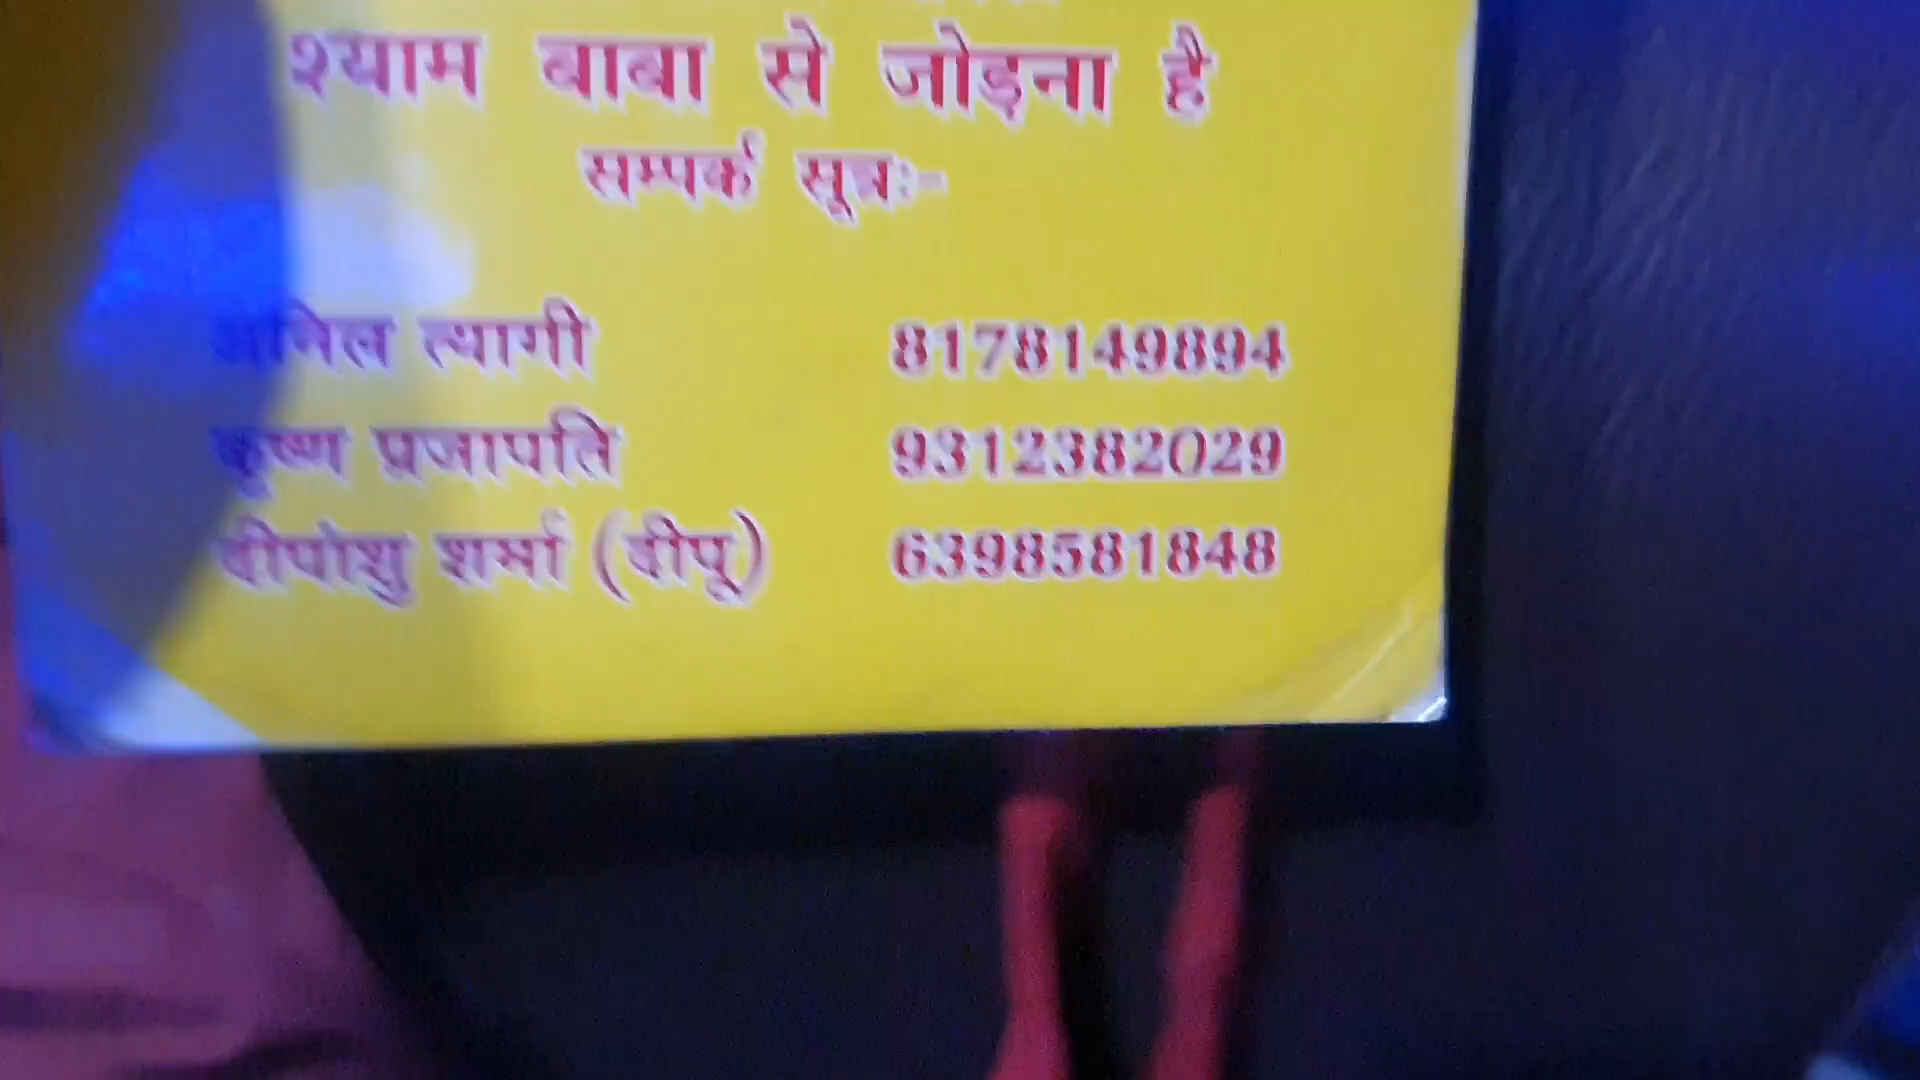 श्याम बाबा से जोड़ना है
सम्पर्क सूत्रः-
अनिल त्यागी 8178149894
कृष्ण प्रजापति 9312382029
दीपांशु शर्मा (दीपू) 6398581848